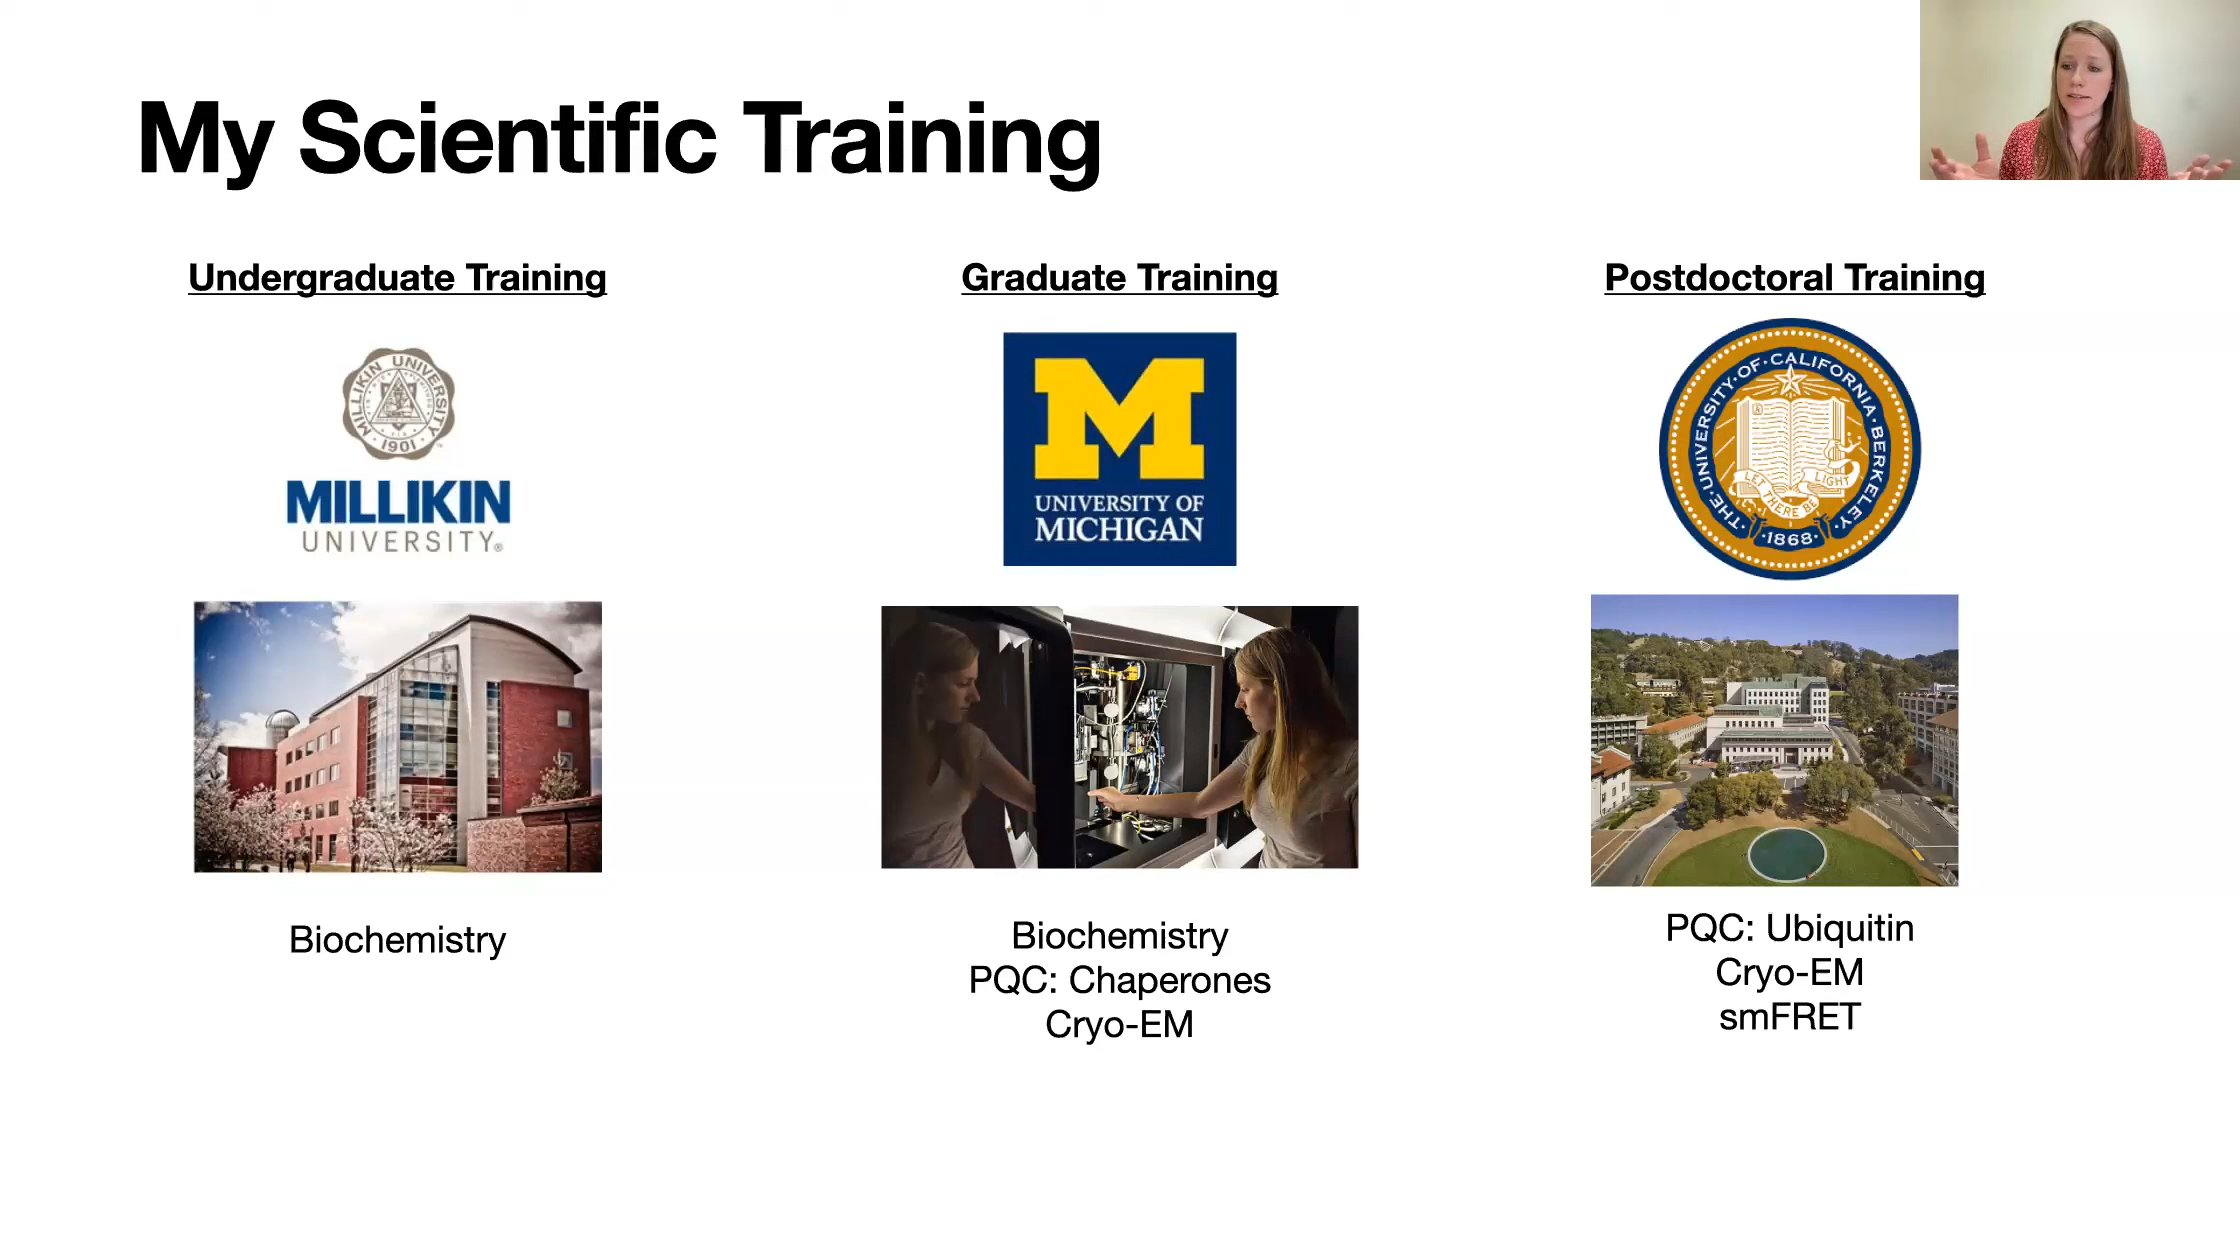 My Scientific Training
Undergraduate Training
MILLIKIN UNIVERSITY
1901
MILLIKIN
UNIVERSITY®
Biochemistry
Graduate Training
M
UNIVERSITY OF
MICHIGAN
Biochemistry
PQC: Chaperones
Cryo-EM
Postdoctoral Training
THE·UNIVERSITY·OF·CALIFORNIA·BERKELEY
LET THERE BE LIGHT
·1868·
PQC: Ubiquitin
Cryo-EM
smFRET